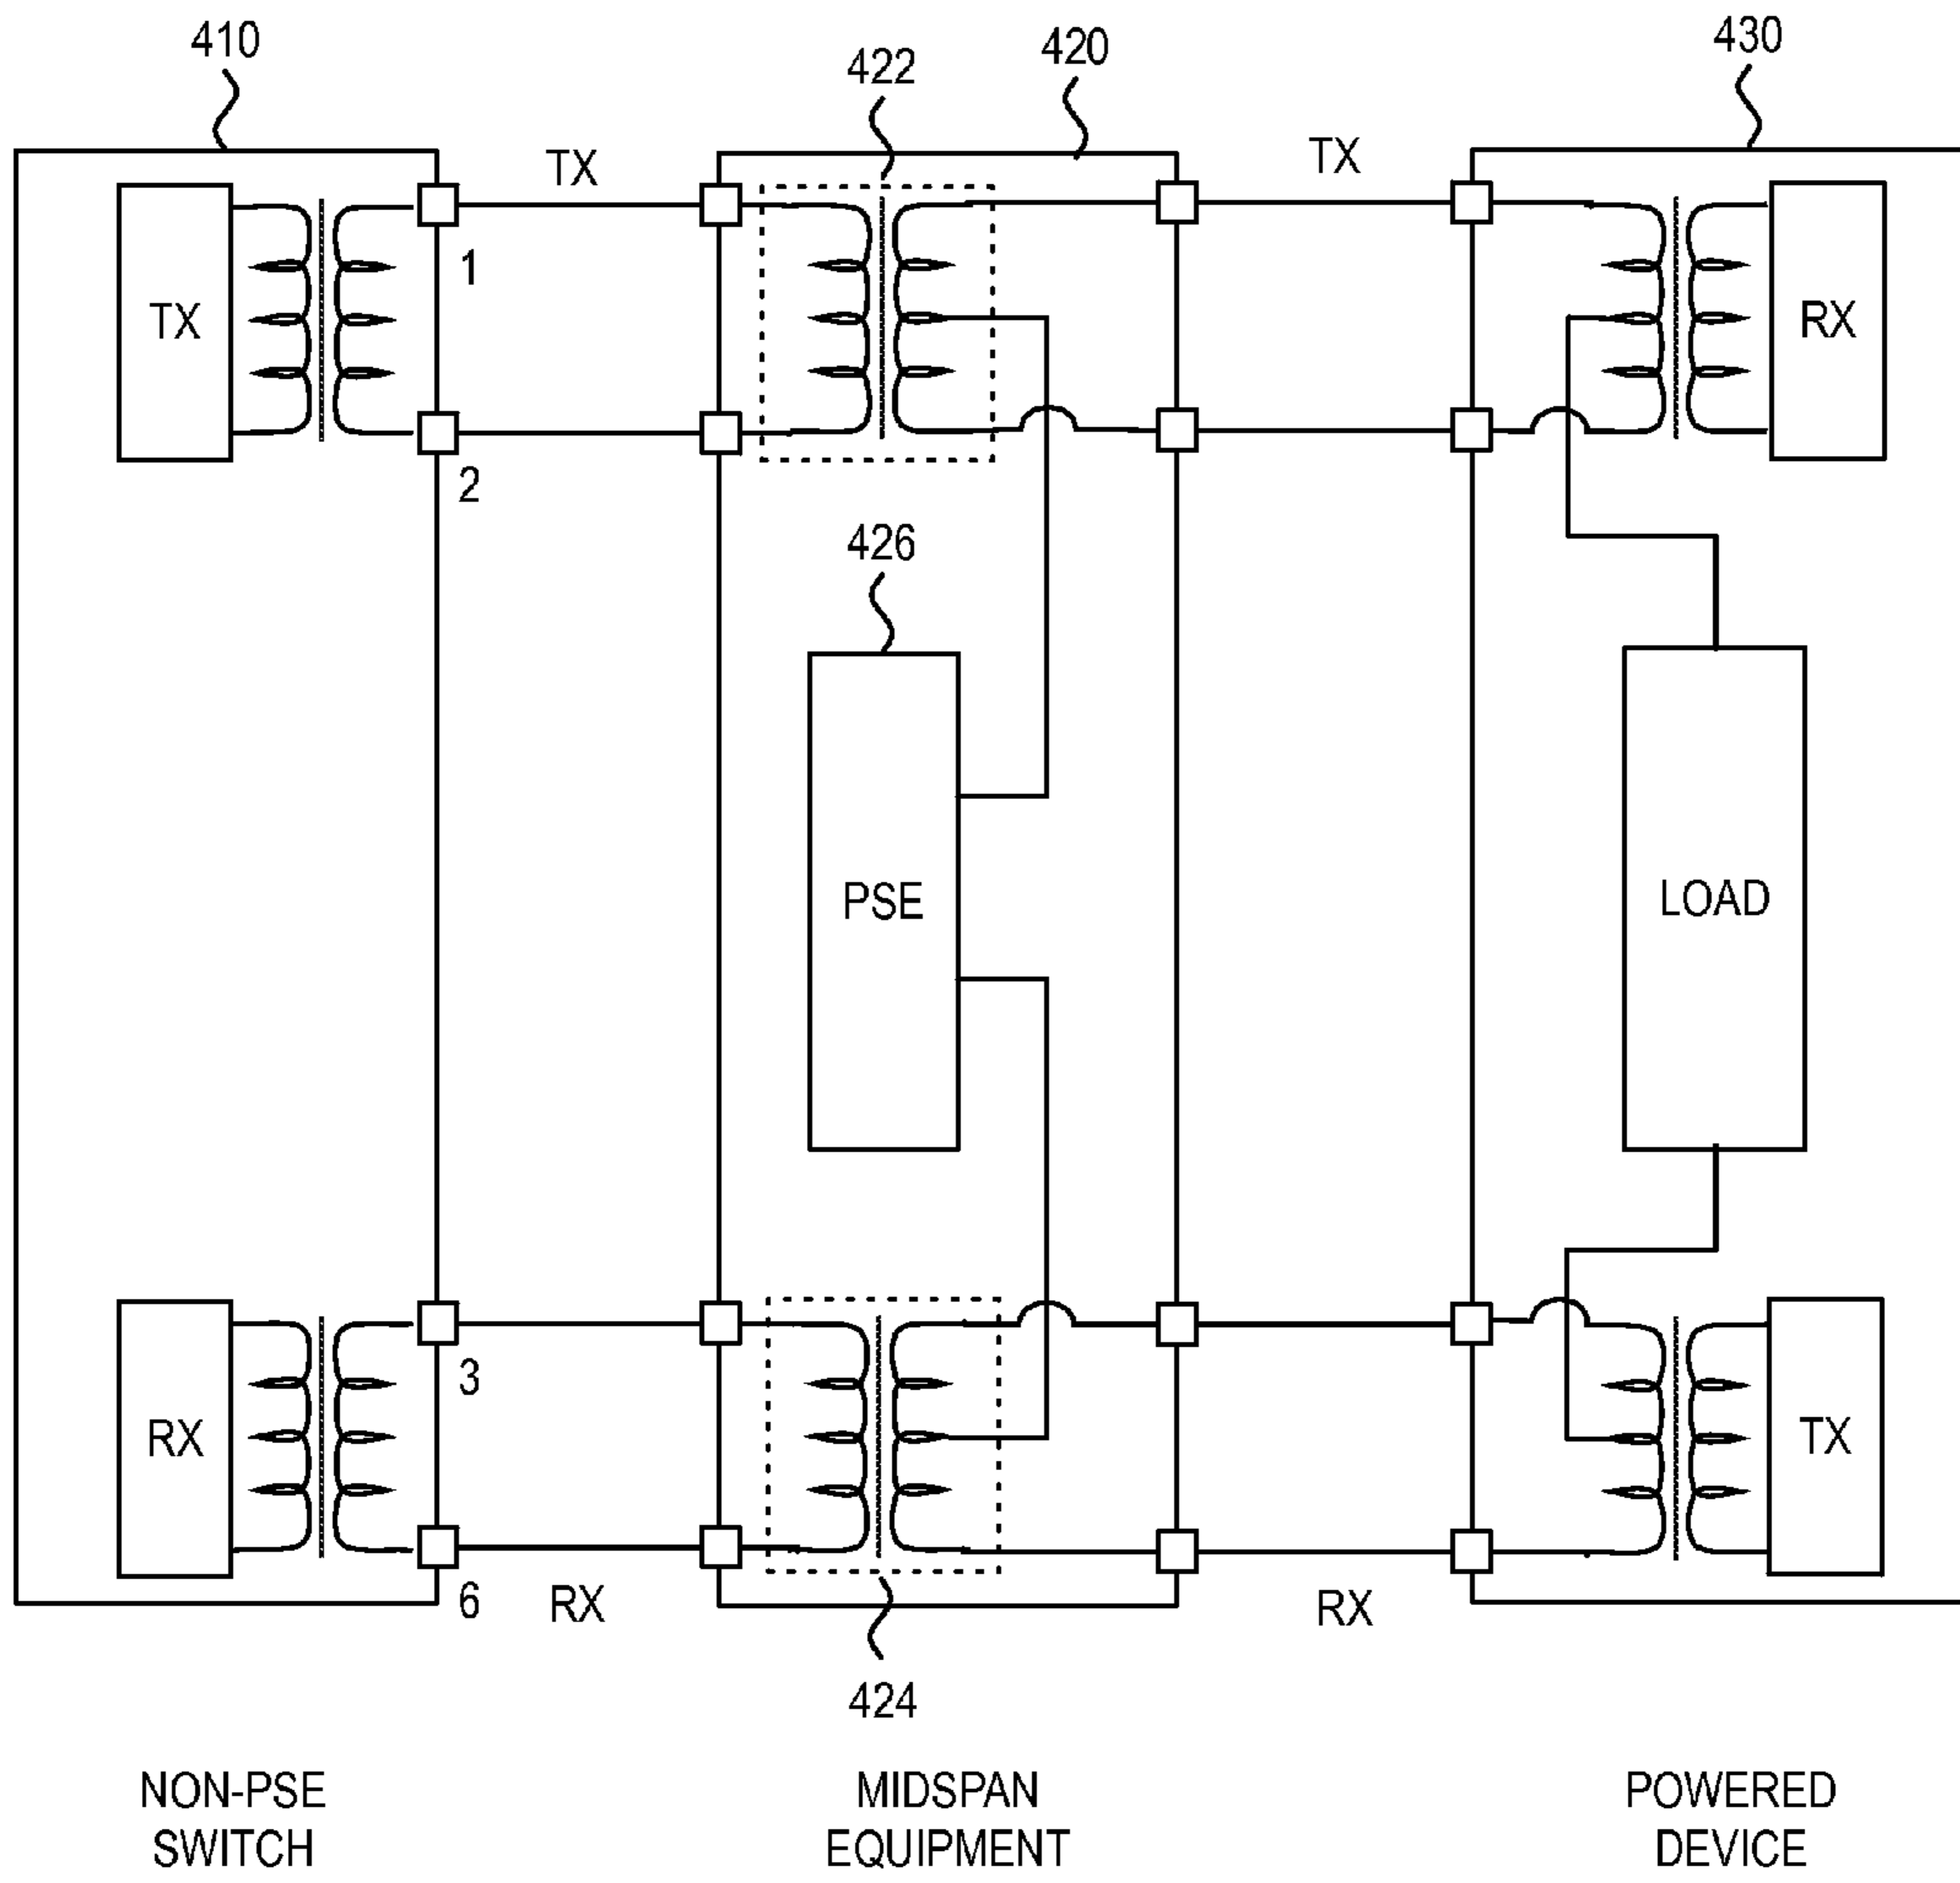 410
422
420
430
TX
TX
TX
1
RX
2
426
PSE
LOAD
3
RX
TX
6
RX
RX
424
NON-PSE
SWITCH
MIDSPAN
EQUIPMENT
POWERED
DEVICE